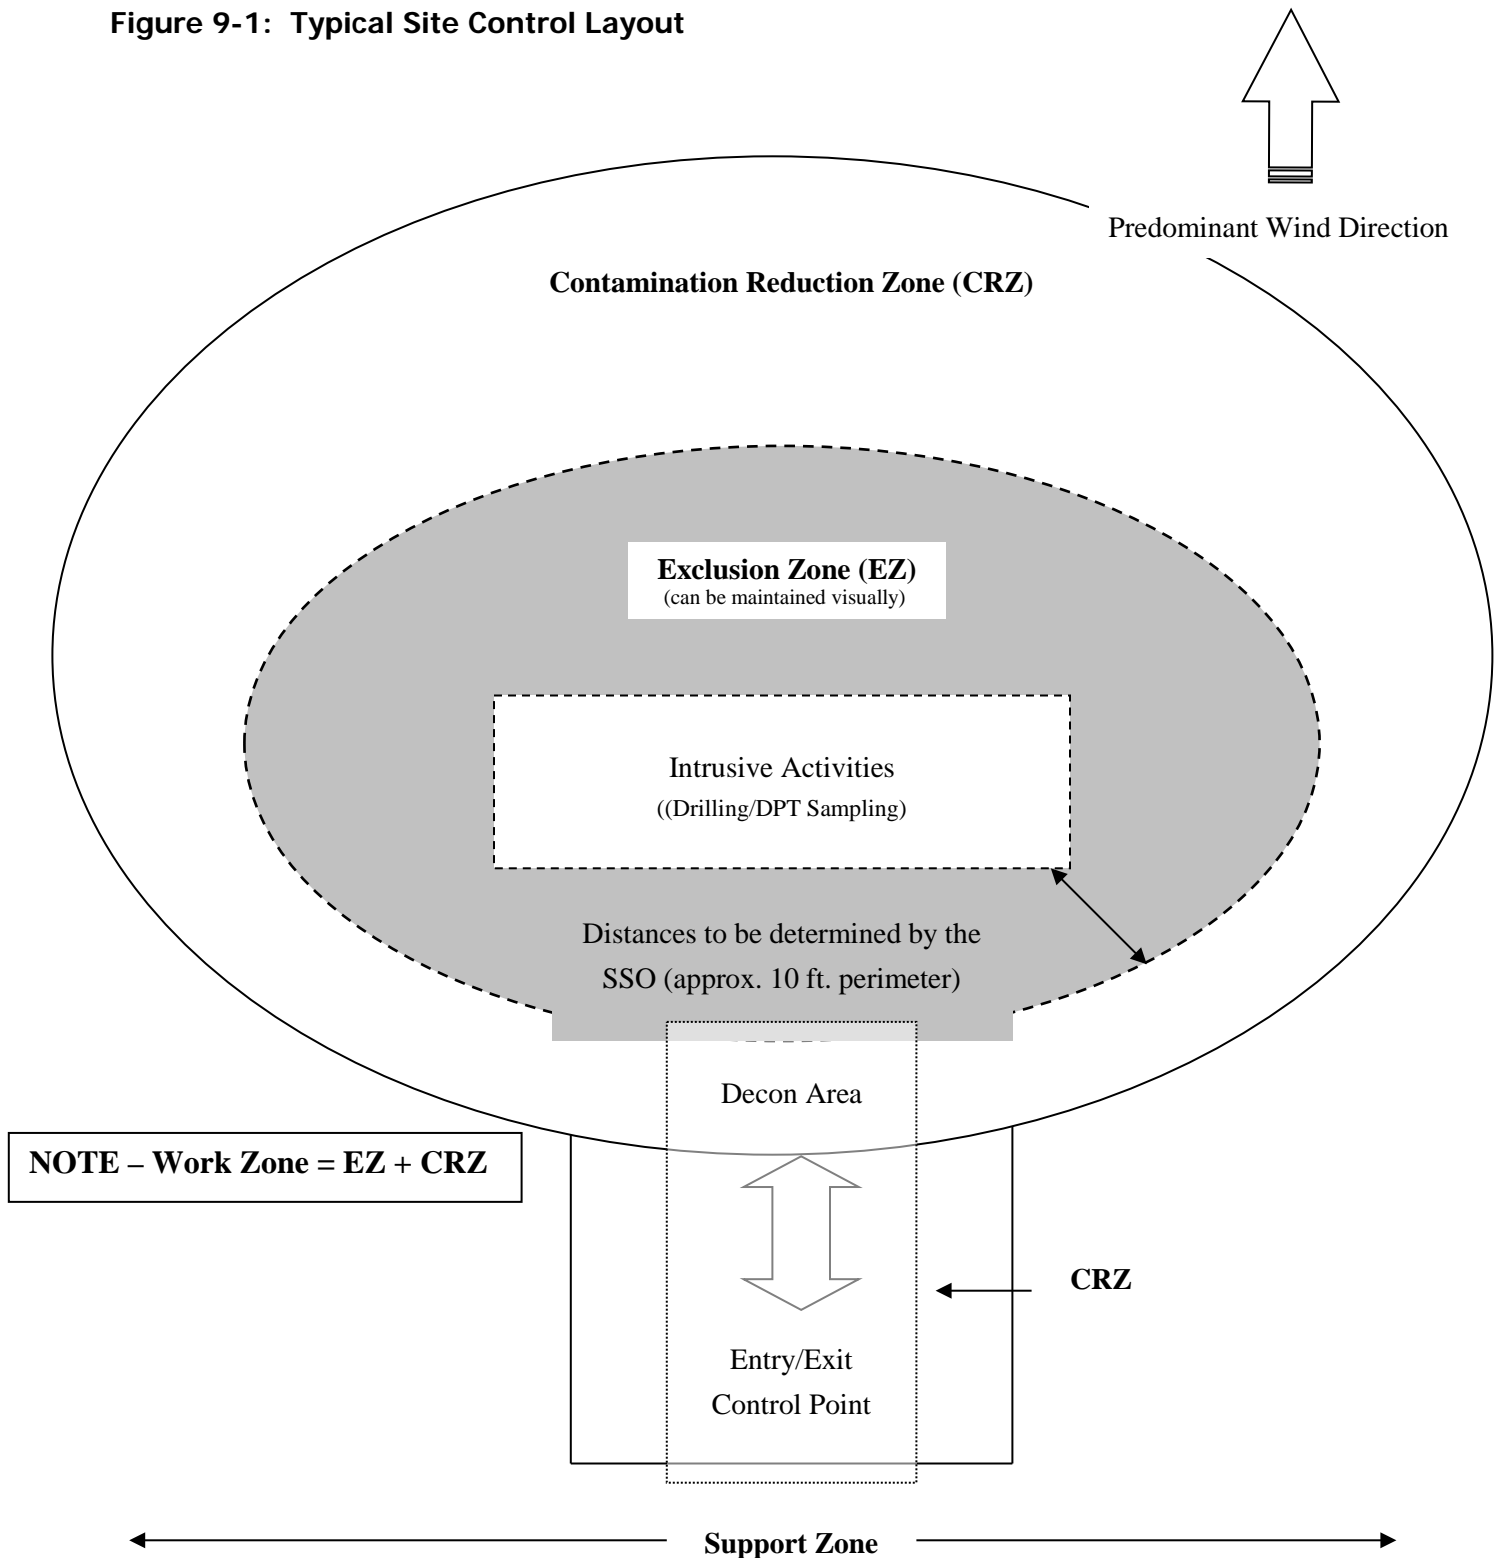 Figure 9-1: Typical Site Control Layout
Predominant Wind Direction
Contamination Reduction Zone (CRZ)
Exclusion Zone (EZ)
(can be maintained visually)
Intrusive Activities
((Drilling/DPT Sampling)
Distances to be determined by the
SSO (approx. 10 ft. perimeter)
Decon Area
NOTE – Work Zone = EZ + CRZ
CRZ
Entry/Exit
Control Point
Support Zone